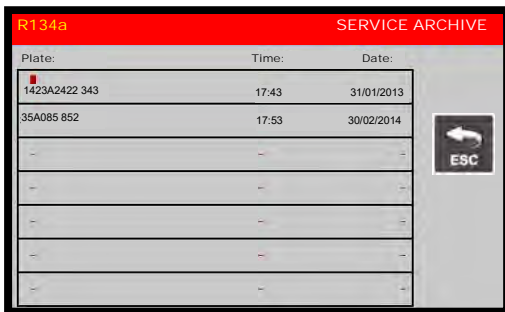 R134a SERVICE ARCHIVE
Plate: Time: Date:
1423A2422 343 17:43 31/01/2013
35A085 852 17:53 30/02/2014
- - -
- - -
- - -
- - -
- - -
ESC